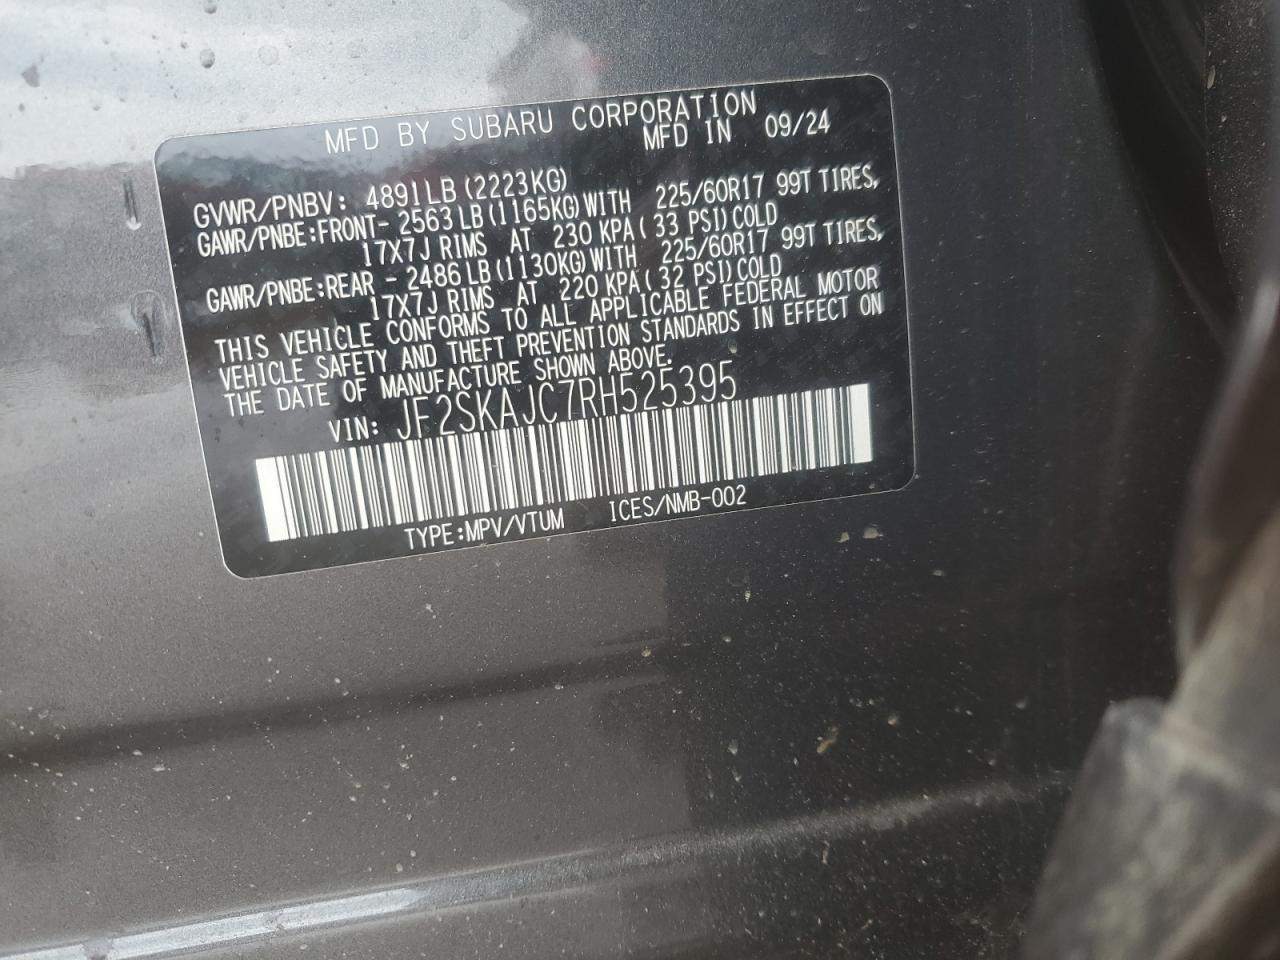 MFD BY SUBARU CORPORATION
MFD IN 09/24
GVWR/PNBV: 4891LB (2223KG)
GAWR/PNBE:FRONT- 2563LB (1165KG)WITH 225/60R17 99T TIRES,
17X7J RIMS AT 230 KPA( 33 PSI)COLD
GAWR/PNBE:REAR - 2486LB (1130KG)WITH 225/60R17 99T TIRES,
17X7J RIMS AT 220 KPA( 32 PSI)COLD
THIS VEHICLE CONFORMS TO ALL APPLICABLE FEDERAL MOTOR
VEHICLE SAFETY AND THEFT PREVENTION STANDARDS IN EFFECT ON
THE DATE OF MANUFACTURE SHOWN ABOVE.
VIN: JF2SKAJC7RH525395
TYPE:MPV/VTUM ICES/NMB-002